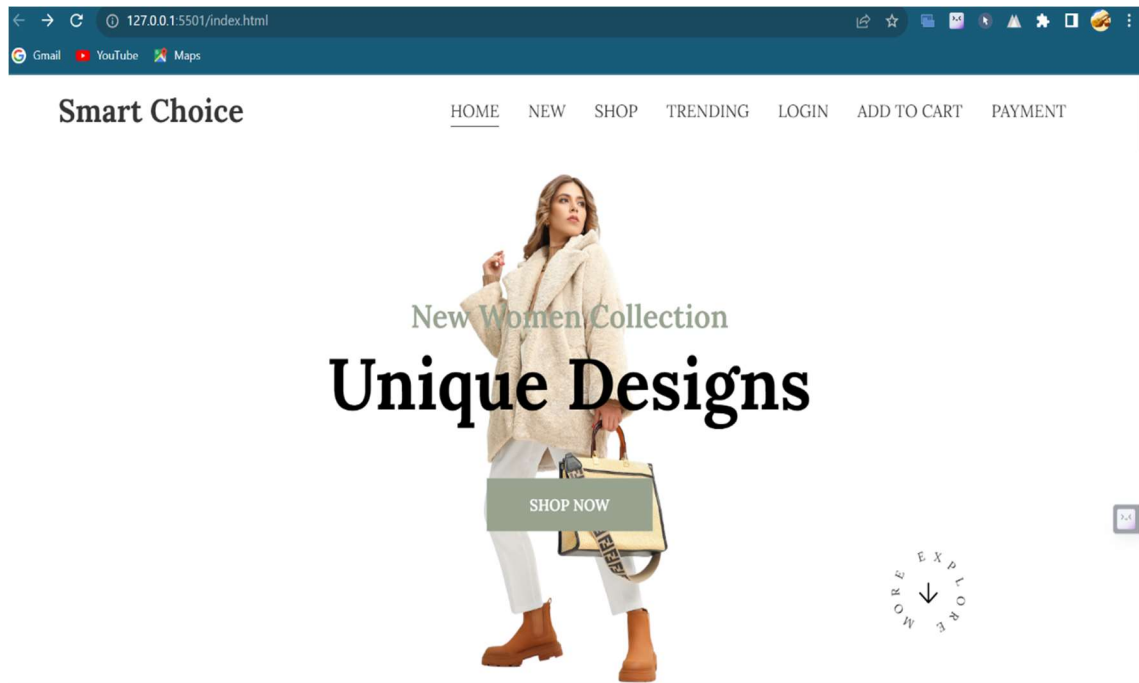 127.0.0.1:5501/index.html
Gmail YouTube Maps
Smart Choice HOME NEW SHOP TRENDING LOGIN ADD TO CART PAYMENT
New Women Collection
Unique Designs
SHOP NOW
EXPLORE MORE